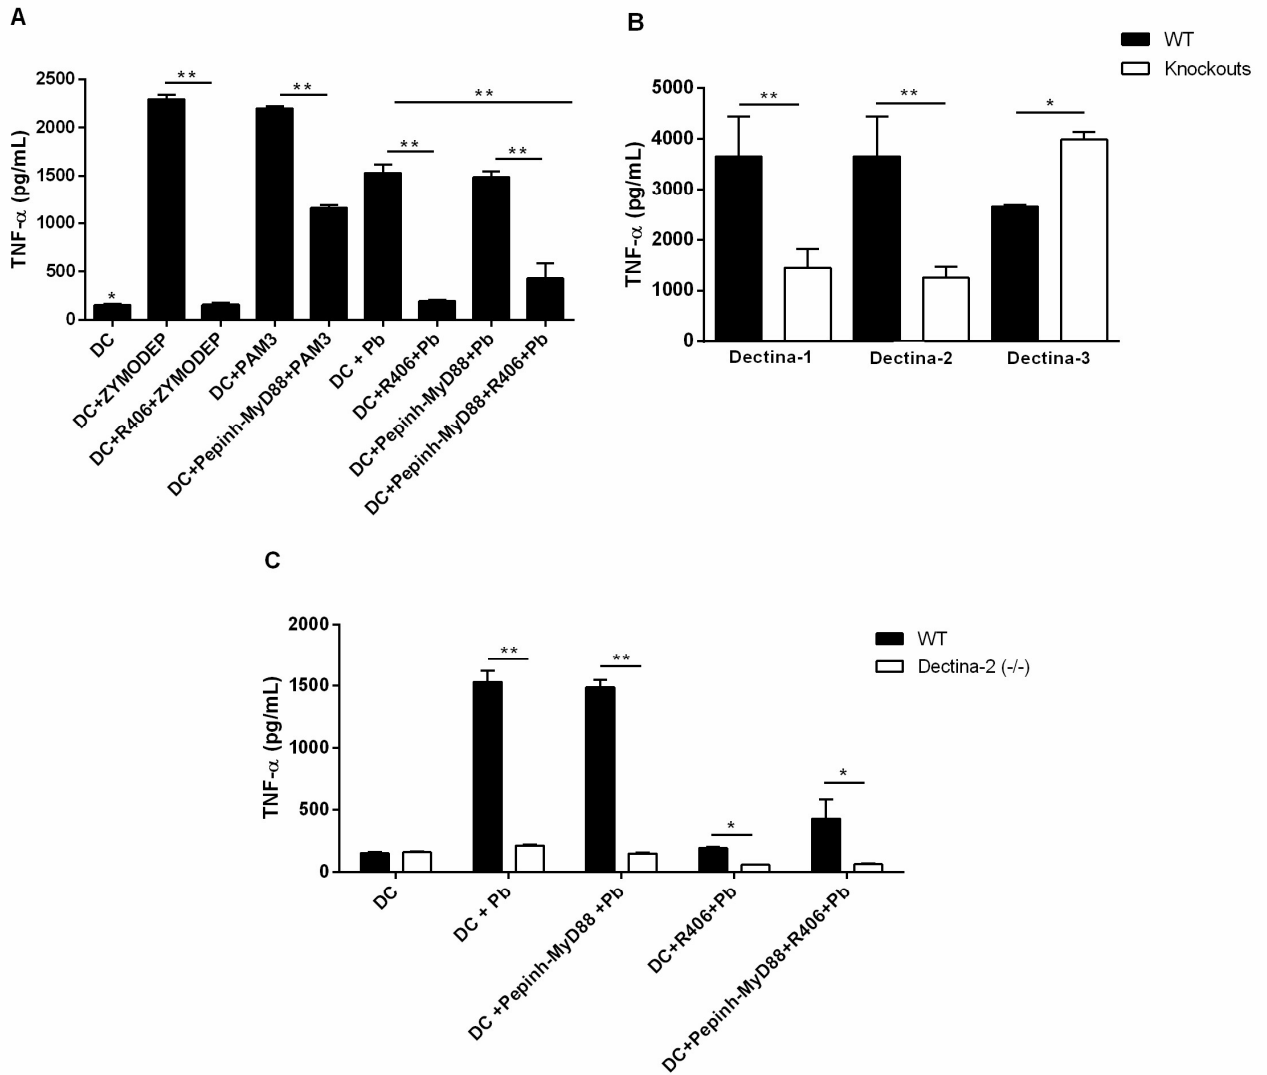 A
TNF-α (pg/mL)
2500
2000
1500
1000
500
0
*
**
**
**
**
**
DC
DC+ZYMODEP
DC+R406+ZYMODEP
DC+PAM3
DC+Pepinh-MyD88+PAM3
DC + Pb
DC+R406+Pb
DC+Pepinh-MyD88+Pb
DC+Pepinh-MyD88+R406+Pb
B
WT
Knockouts
TNF-α (pg/mL)
5000
4000
3000
2000
1000
0
**
**
*
Dectina-1
Dectina-2
Dectina-3
C
WT
Dectina-2 (-/-)
TNF-α (pg/mL)
2000
1500
1000
500
0
**
**
*
*
DC
DC + Pb
DC +Pepinh-MyD88 +Pb
DC+R406+Pb
DC+Pepinh-MyD88+R406+Pb